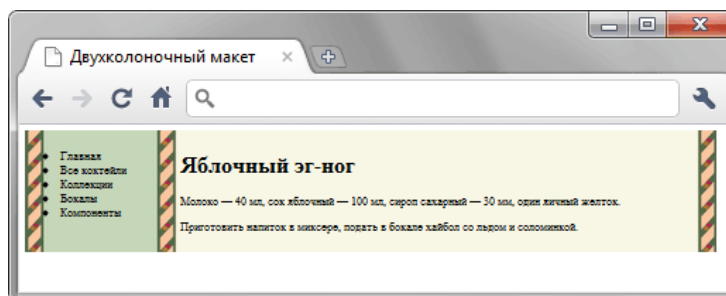 Двухколоночный макет
Главная
Все коктейли
Коллекции
Бокалы
Компоненты
Яблочный эг-ног
Молоко — 40 мл, сок яблочный — 100 мл, сироп сахарный — 30 мм, один яичный желток.
Приготовить напиток в миксере, подать в бокале хайбол со льдом и соломинкой.